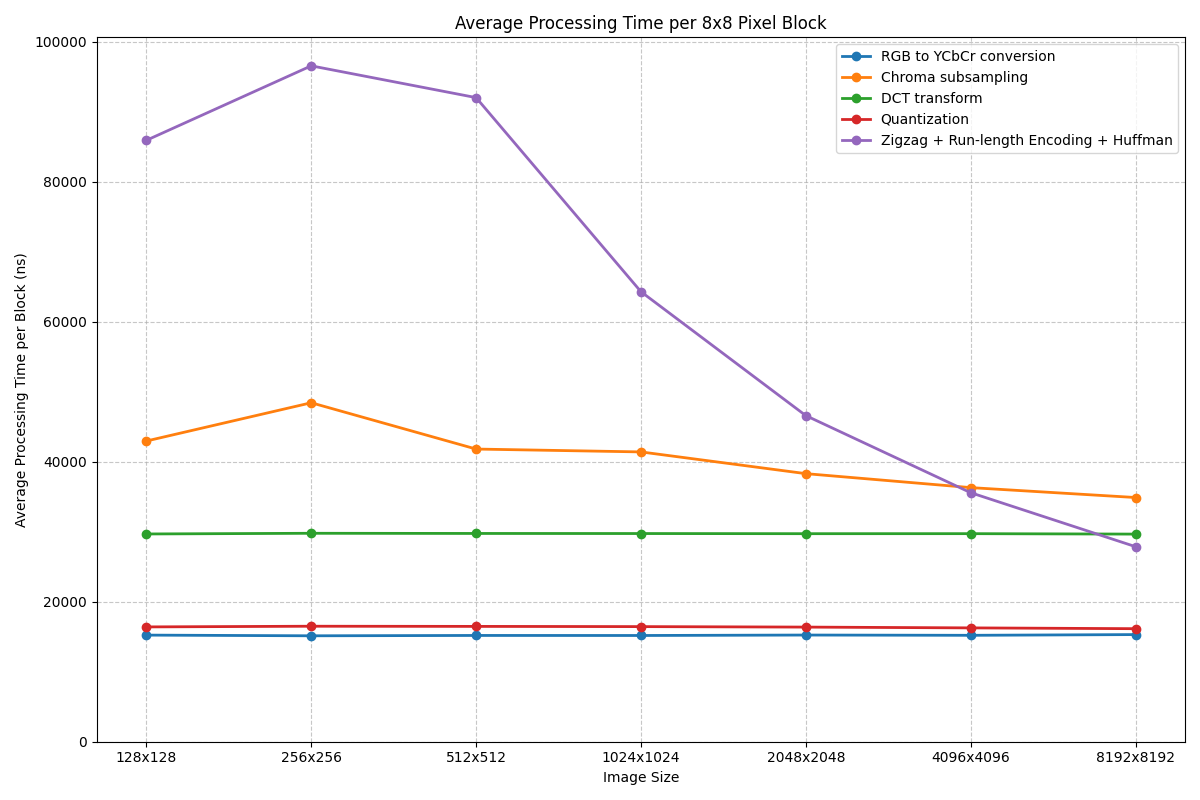 Average Processing Time per 8x8 Pixel Block
Average Processing Time per Block (ns)
100000
80000
60000
40000
20000
0
RGB to YCbCr conversion
Chroma subsampling
DCT transform
Quantization
Zigzag + Run-length Encoding + Huffman
128x128 256x256 512x512 1024x1024 2048x2048 4096x4096 8192x8192
Image Size